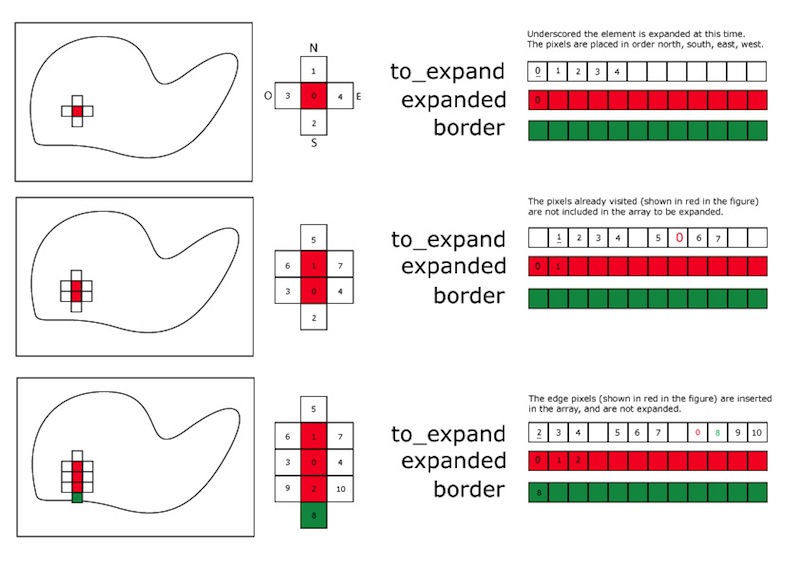 Underscored the element is expanded at this time.
The pixels are placed in order north, south, east, west.
N
1
O 3 0 4 E
2
S
to_expand 0 1 2 3 4
expanded 0
border
The pixels already visited (shown in red in the figure)
are not included in the array to be expanded.
5
6 1 7
3 0 4
2
to_expand 1 2 3 4 5 0 6 7
expanded 0 1
border
The edge pixels (shown in red in the figure) are inserted
in the array, and are not expanded.
5
6 1 7
3 0 4
9 2 10
8
to_expand 2 3 4 5 6 7 0 8 9 10
expanded 0 1 2
border 8